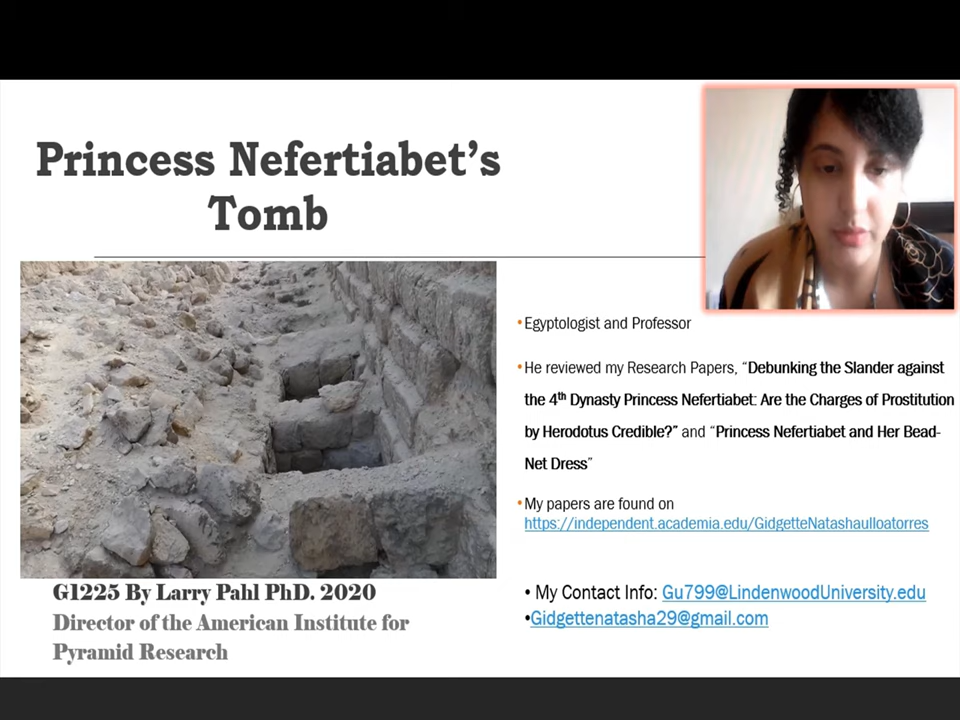 Princess Nefertiabet’s
Tomb
G1225 By Larry Pahl PhD. 2020
Director of the American Institute for
Pyramid Research
•Egyptologist and Professor
•He reviewed my Research Papers, “Debunking the Slander against
the 4th Dynasty Princess Nefertiabet: Are the Charges of Prostitution
by Herodotus Credible?” and “Princess Nefertiabet and Her Bead-
Net Dress”
•My papers are found on
https://independent.academia.edu/GidgetteNatashaulloatorres
• My Contact Info: Gu799@LindenwoodUniversity.edu
•Gidgettenatasha29@gmail.com